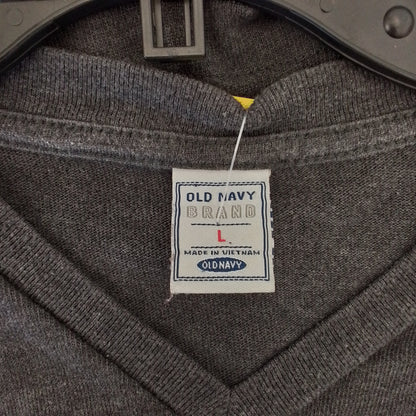 OLD NAVY
BRAND
L
MADE IN VIETNAM
OLD NAVY